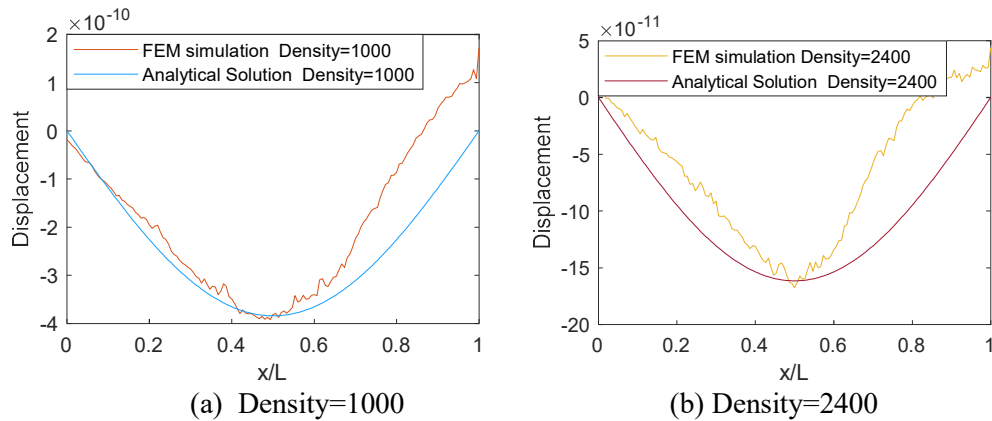 ×10⁻¹⁰
2
1
0
-1
-2
-3
-4
Displacement
FEM simulation Density=1000
Analytical Solution Density=1000
0 0.2 0.4 0.6 0.8 1
x/L
(a) Density=1000
×10⁻¹¹
5
0
-5
-10
-15
-20
Displacement
FEM simulation Density=2400
Analytical Solution Density=2400
0 0.2 0.4 0.6 0.8 1
x/L
(b) Density=2400